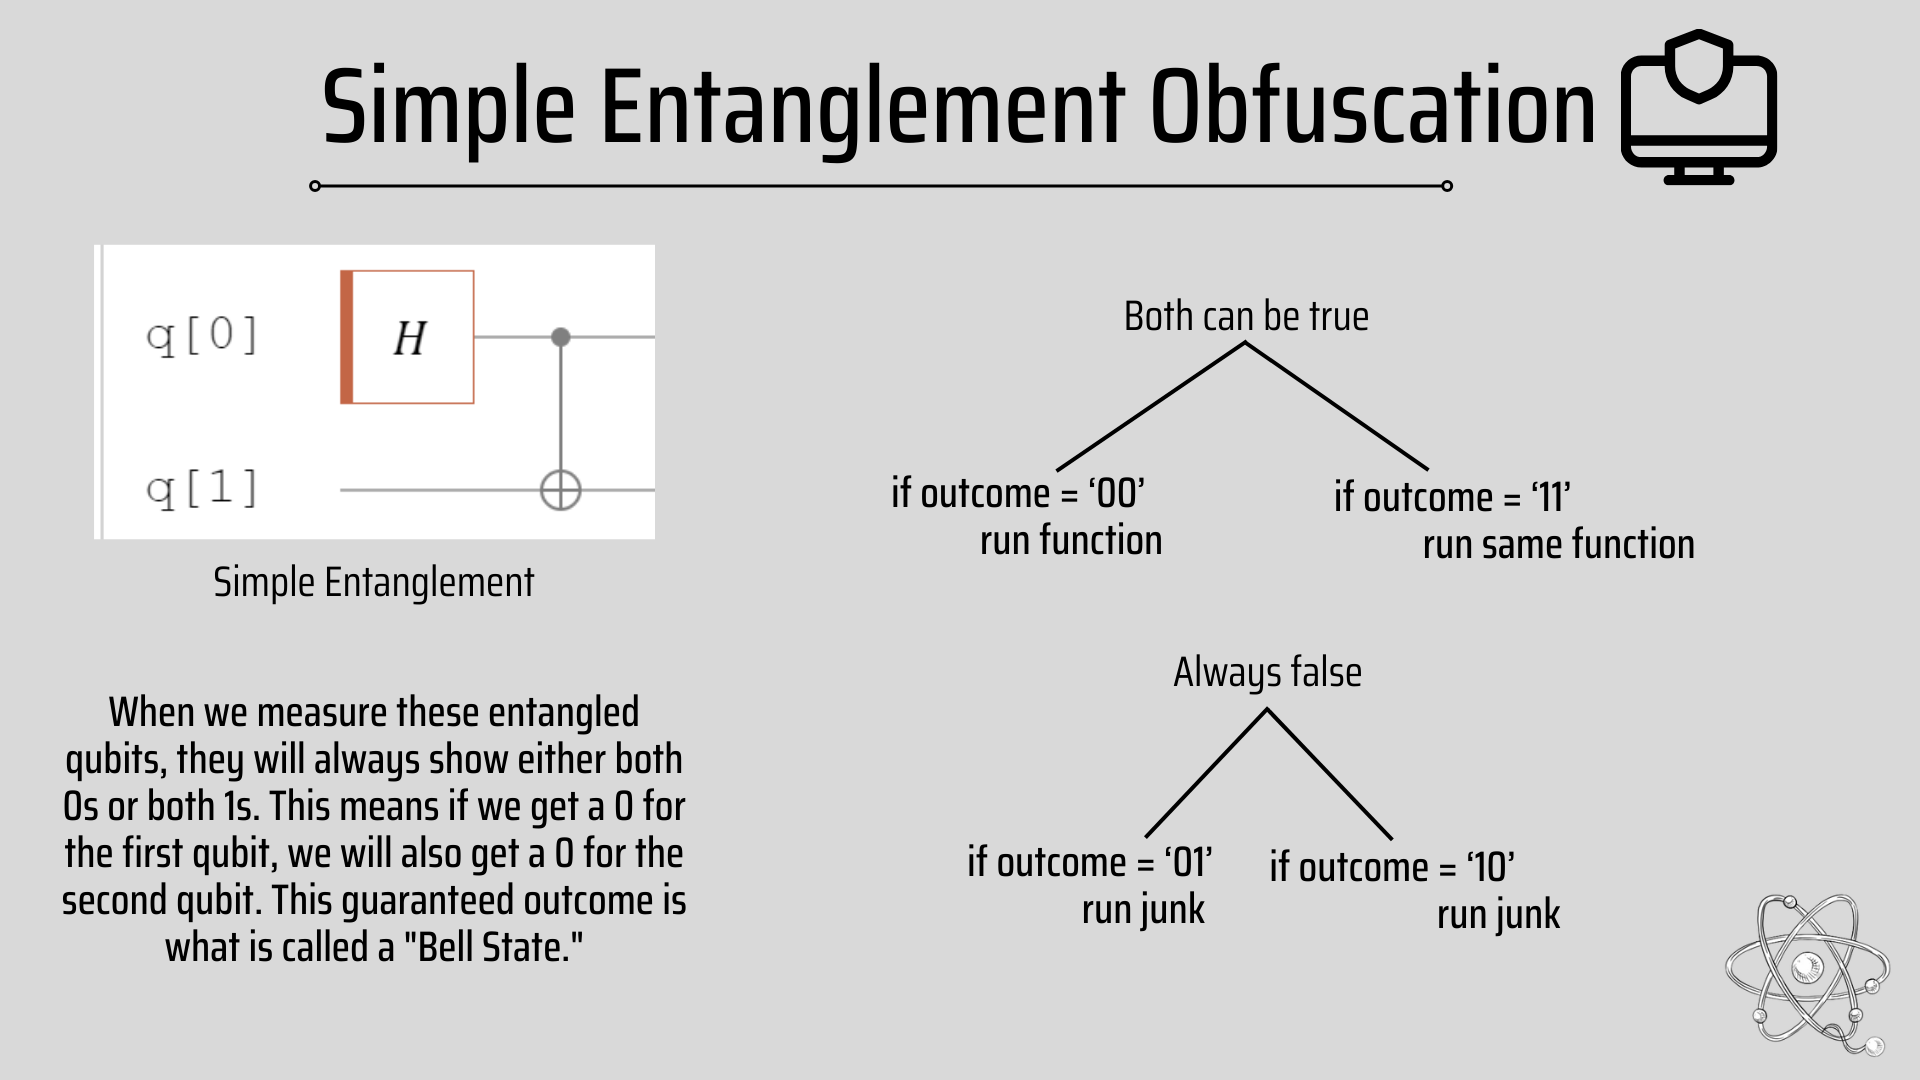 Simple Entanglement Obfuscation
q[0]
H
q[1]
Simple Entanglement
When we measure these entangled
qubits, they will always show either both
0s or both 1s. This means if we get a 0 for
the first qubit, we will also get a 0 for the
second qubit. This guaranteed outcome is
what is called a "Bell State."
Both can be true
if outcome = ‘00’
run function
if outcome = ‘11’
run same function
Always false
if outcome = ‘01’
run junk
if outcome = ‘10’
run junk